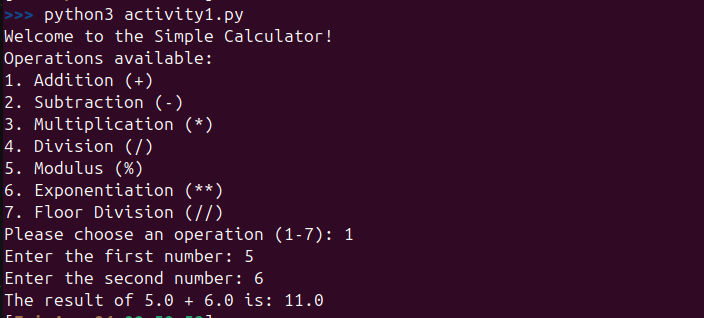 >>> python3 activity1.py
Welcome to the Simple Calculator!
Operations available:
1. Addition (+)
2. Subtraction (-)
3. Multiplication (*)
4. Division (/)
5. Modulus (%)
6. Exponentiation (**)
7. Floor Division (//)
Please choose an operation (1-7): 1
Enter the first number: 5
Enter the second number: 6
The result of 5.0 + 6.0 is: 11.0